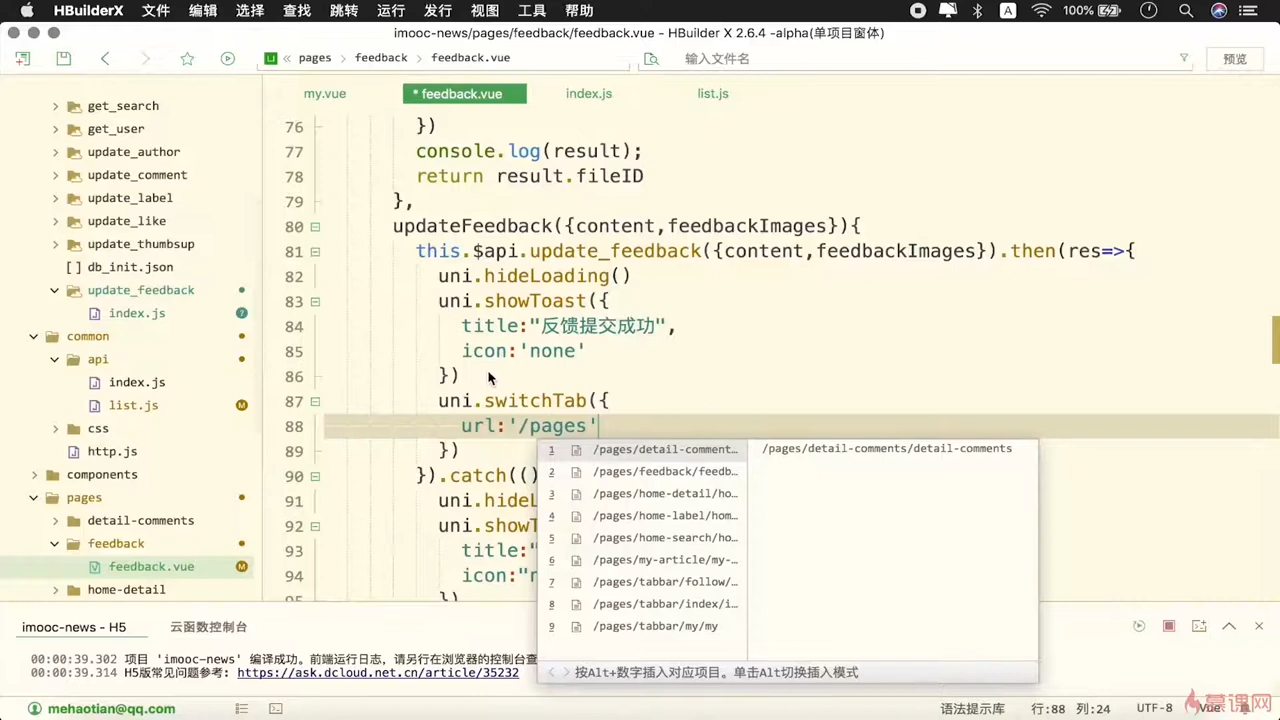 HBuilderX 文件 编辑 选择 查找 跳转 运行 发行 视图 工具 帮助 A 100%
imooc-news/pages/feedback/feedback.vue - HBuilder X 2.6.4 -alpha(单项目窗体)
pages feedback feedback.vue 输入文件名 预览
my.vue * feedback.vue index.js list.js
get_search
get_user
update_author
update_comment
update_label
update_like
update_thumbsup
[] db_init.json
update_feedback
index.js ?
common
api
index.js
list.js M
css
http.js
components
pages
detail-comments
feedback
feedback.vue M
home-detail
76 })
77 console.log(result);
78 return result.fileID
79 },
80 updateFeedback({content,feedbackImages}){
81 this.$api.update_feedback({content,feedbackImages}).then(res=>{
82 uni.hideLoading()
83 uni.showToast({
84 title:"反馈提交成功",
85 icon:'none'
86 })
87 uni.switchTab({
88 url:'/pages'
89 })
90 }).catch(()
91 uni.hideL
92 uni.showT
93 title:"
94 icon:"n
95 })
1 /pages/detail-comment… /pages/detail-comments/detail-comments
2 /pages/feedback/feedb…
3 /pages/home-detail/ho…
4 /pages/home-label/hom…
5 /pages/home-search/ho…
6 /pages/my-article/my-…
7 /pages/tabbar/follow/…
8 /pages/tabbar/index/i…
9 /pages/tabbar/my/my
按Alt+数字插入对应项目。单击Alt切换插入模式
imooc-news - H5 云函数控制台
00:00:39.302 项目 'imooc-news' 编译成功。前端运行日志，请另行在浏览器的控制台查
00:00:39.314 H5版常见问题参考: https://ask.dcloud.net.cn/article/35232
mehaotian@qq.com 语法提示库 行:88 列:24 UTF-8 Vue
慕课网